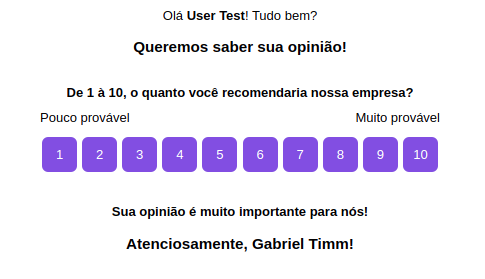 Olá User Test! Tudo bem?
Queremos saber sua opinião!
De 1 à 10, o quanto você recomendaria nossa empresa?
Pouco provável Muito provável
1 2 3 4 5 6 7 8 9 10
Sua opinião é muito importante para nós!
Atenciosamente, Gabriel Timm!